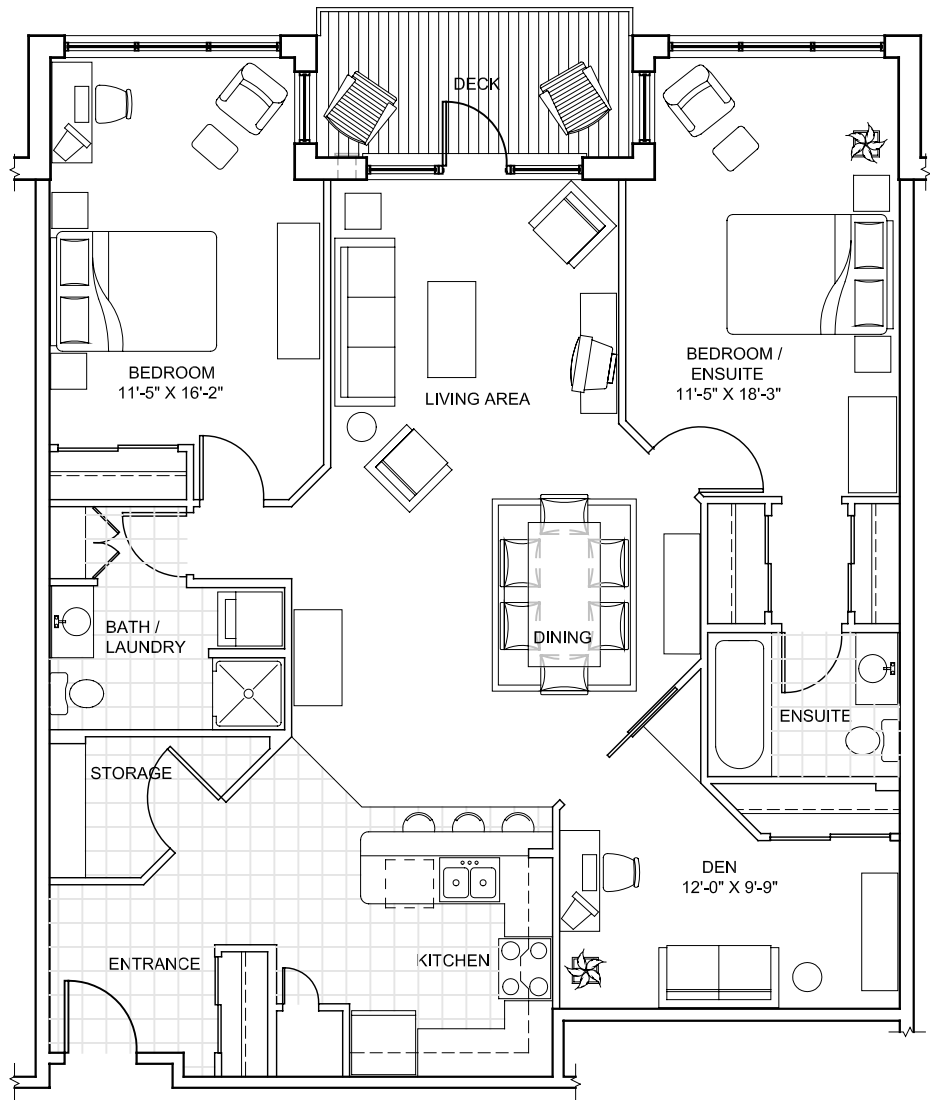 DECK
BEDROOM
11'-5" X 16'-2"
LIVING AREA
BEDROOM /
ENSUITE
11'-5" X 18'-3"
BATH /
LAUNDRY
DINING
ENSUITE
STORAGE
DEN
12'-0" X 9'-9"
ENTRANCE
KITCHEN